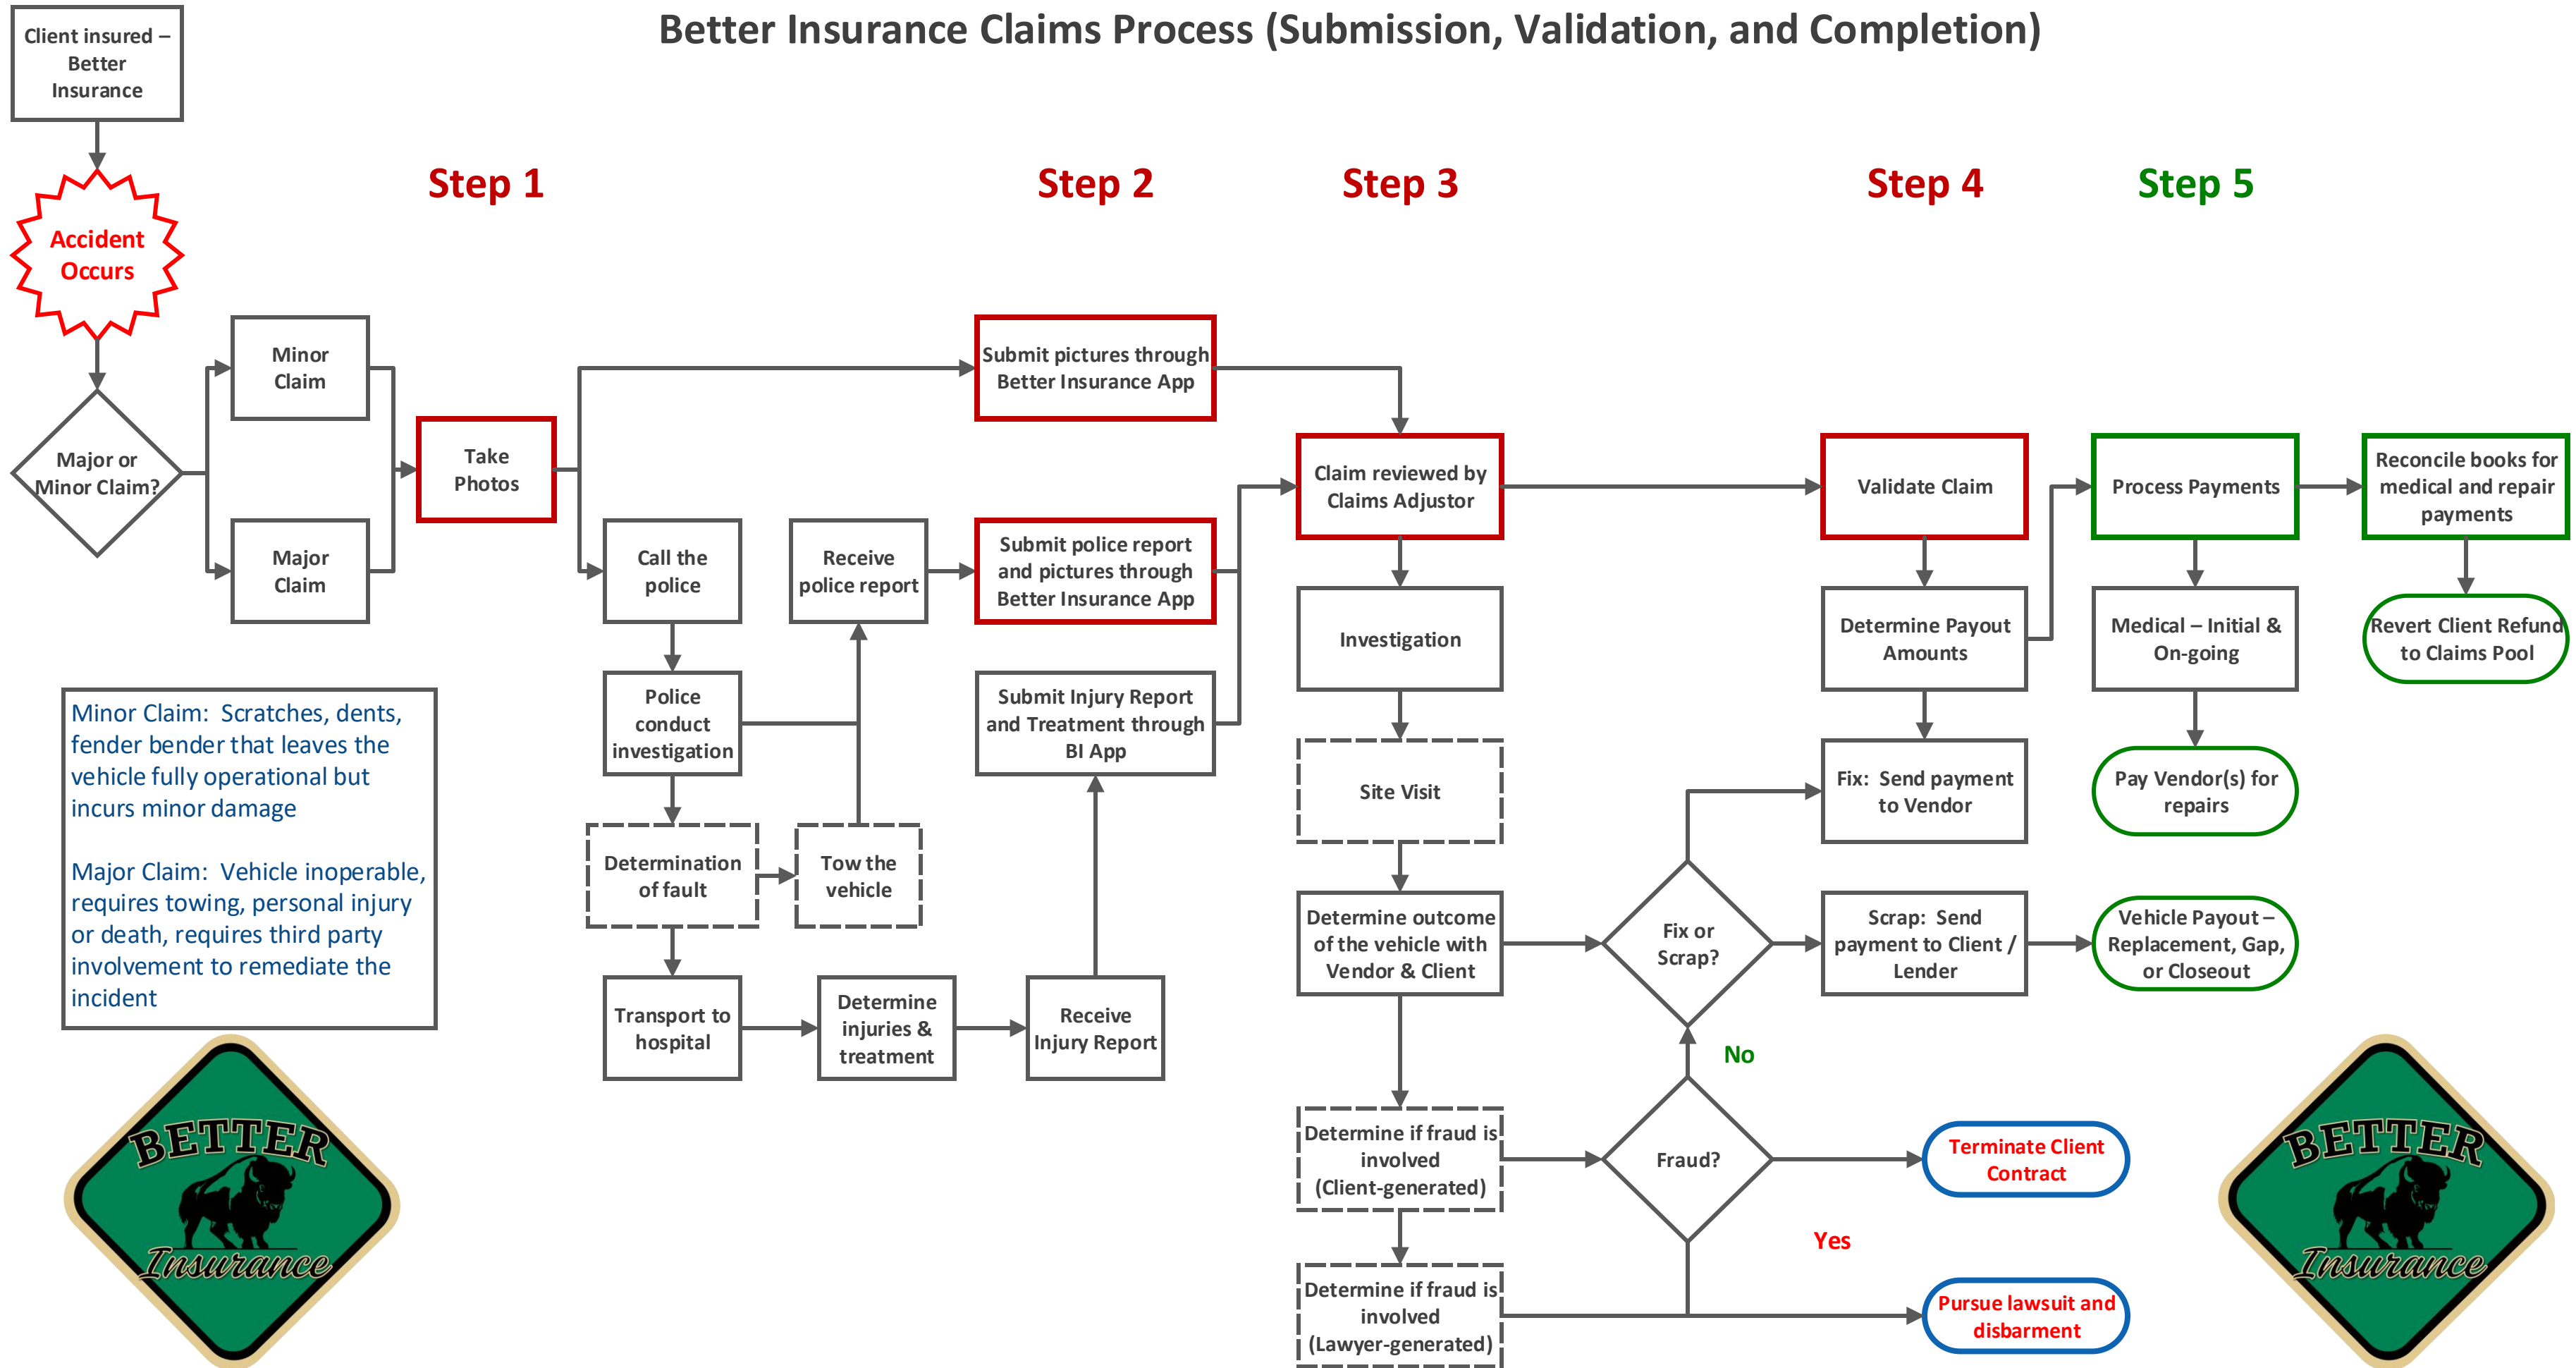 Better Insurance Claims Process (Submission, Validation, and Completion)
Client insured –
Better
Insurance
Accident
Occurs
Major or
Minor Claim?
Minor
Claim
Major
Claim
Minor Claim:  Scratches, dents,
fender bender that leaves the
vehicle fully operational but
incurs minor damage
Major Claim:  Vehicle inoperable,
requires towing, personal injury
or death, requires third party
involvement to remediate the
incident
BETTER
Insurance
Step 1
Take
Photos
Call the
police
Police
conduct
investigation
Determination
of fault
Tow the
vehicle
Receive
police report
Transport to
hospital
Determine
injuries &
treatment
Receive
Injury Report
Step 2
Submit pictures through
Better Insurance App
Submit police report
and pictures through
Better Insurance App
Submit Injury Report
and Treatment through
BI App
Step 3
Claim reviewed by
Claims Adjustor
Investigation
Site Visit
Determine outcome
of the vehicle with
Vendor & Client
Determine if fraud is
involved
(Client-generated)
Determine if fraud is
involved
(Lawyer-generated)
Fix or
Scrap?
No
Fraud?
Yes
Step 4
Validate Claim
Determine Payout
Amounts
Fix:  Send payment
to Vendor
Scrap:  Send
payment to Client /
Lender
Terminate Client
Contract
Pursue lawsuit and
disbarment
Step 5
Process Payments
Medical – Initial &
On-going
Pay Vendor(s) for
repairs
Vehicle Payout –
Replacement, Gap,
or Closeout
Reconcile books for
medical and repair
payments
Revert Client Refund
to Claims Pool
BETTER
Insurance